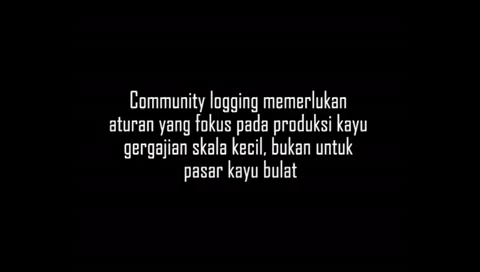 Community logging memerlukan
aturan yang fokus pada produksi kayu
gergajian skala kecil, bukan untuk
pasar kayu bulat